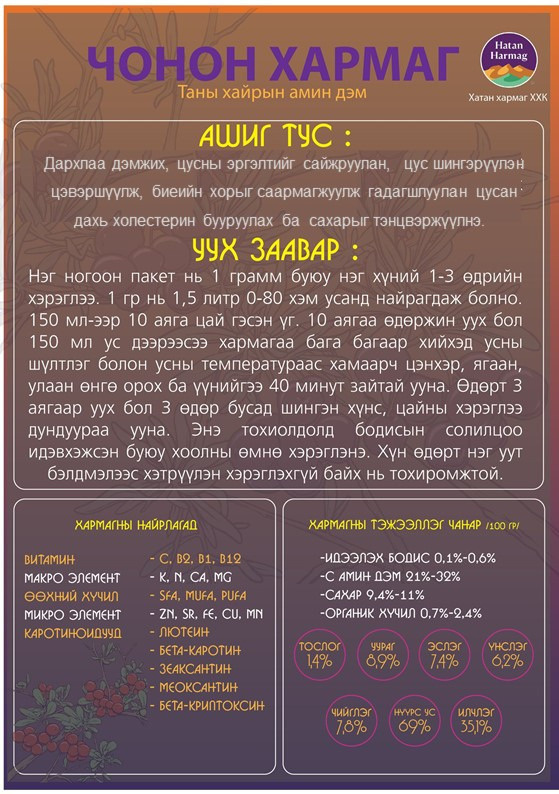 Hatan
Harmag
ЧОНОН ХАРМАГ
Таны хайрын амин дэм
Хатан хармаг ХХК
АШИГ ТУС :
Дархлаа дэмжих, цусны эргэлтийг сайжруулан, цус шингэрүүлэн
цэвэршүүлж, биеийн хорыг саармагжуулж гадагшлуулан цусан
дахь холестерин бууруулах ба сахарыг тэнцвэржүүлнэ.
УУХ ЗААВАР :
Нэг ногоон пакет нь 1 грамм буюу нэг хүний 1-3 өдрийн
хэрэглээ. 1 гр нь 1,5 литр 0-80 хэм усанд найрагдаж болно.
150 мл-ээр 10 аяга цай гэсэн үг. 10 аягаа өдөржин уух бол
150 мл ус дээрээсээ хармагаа бага багаар хийхэд усны
шүлтлэг болон усны температураас хамаарч цэнхэр, ягаан,
улаан өнгө орох ба үүнийгээ 40 минут зайтай ууна. Өдөрт 3
аягаар уух бол 3 өдөр бусад шингэн хүнс, цайны хэрэглээ
дундуураа ууна. Энэ тохиолдолд бодисын солилцоо
идэвхэжсэн буюу хоолны өмнө хэрэглэнэ. Хүн өдөрт нэг уут
бэлдмэлээс хэтрүүлэн хэрэглэхгүй байх нь тохиромжтой.
ХАРМАГНЫ НАЙРЛАГАД
ВИТАМИН - C, B2, B1, B12
МАКРО ЭЛЕМЕНТ - K, N, CA, MG
ӨӨХНИЙ ХҮЧИЛ - SFA, MUFA, PUFA
МИКРО ЭЛЕМЕНТ - ZN, SR, FE, CU, MN
КАРОТИНОИДУУД - ЛЮТЕИН
- БЕТА-КАРОТИН
- ЗЕАКСАНТИН
- МЕОКСАНТИН
- БЕТА-КРИПТОКСИН
ХАРМАГНЫ ТЭЖЭЭЛЛЭГ ЧАНАР /100 ГР/
-ИДЭЭЛЭХ БОДИС 0,1%-0,6%
-С АМИН ДЭМ 21%-32%
-САХАР 9,4%-11%
-ОРГАНИК ХҮЧИЛ 0,7%-2,4%
ТОСЛОГ
1,4%
УУРАГ
8,9%
ЭСЛЭГ
7,4%
ҮНСЛЭГ
6,2%
ЧИЙГЛЭГ
7,8%
НҮҮРС УС
69%
ИЛЧЛЭГ
35,1%